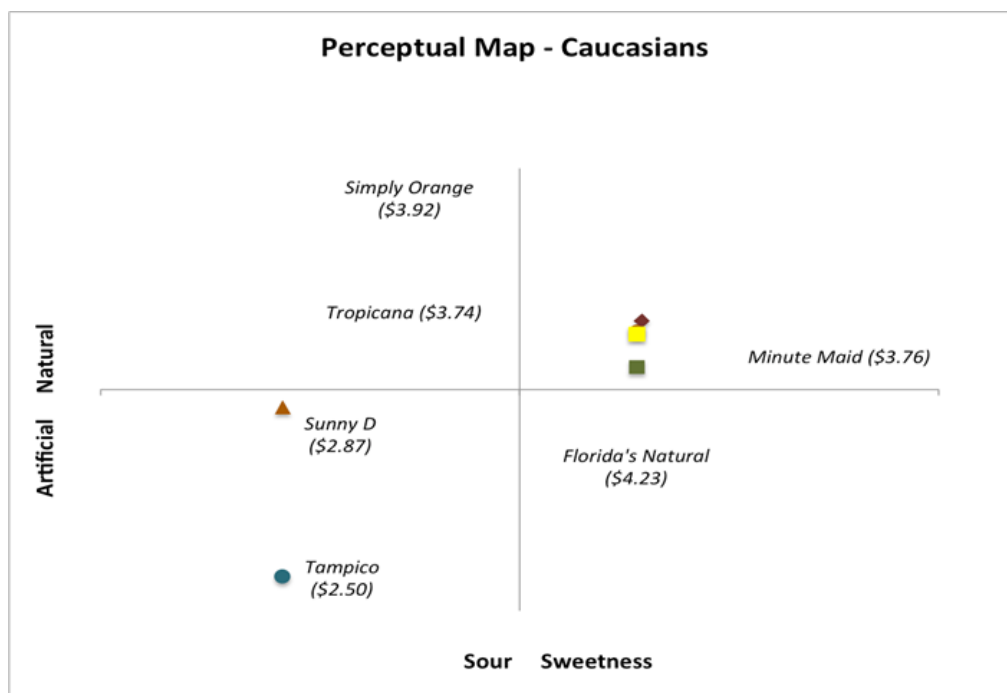 Perceptual Map - Caucasians
Simply Orange
($3.92)
Tropicana ($3.74)
Minute Maid ($3.76)
Natural
Artificial
Sunny D
($2.87)
Florida's Natural
($4.23)
Tampico
($2.50)
Sour Sweetness